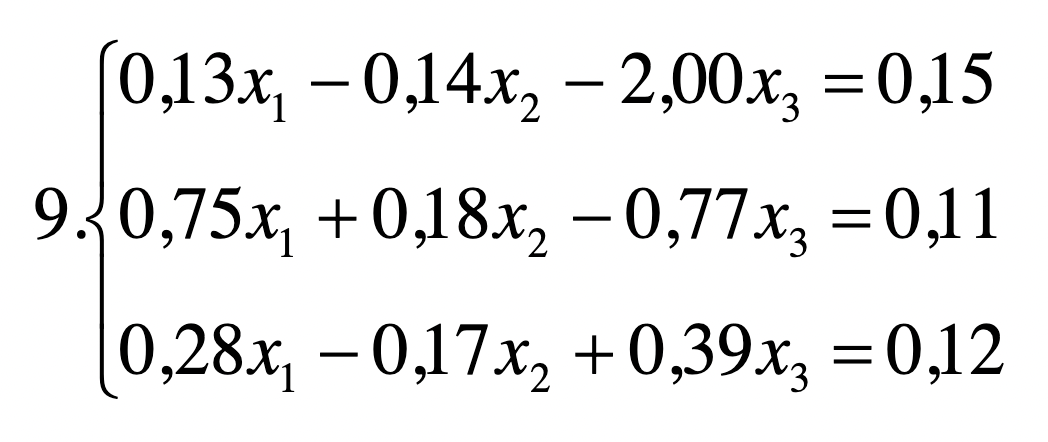 0,13x₁ − 0,14x₂ − 2,00x₃ = 0,15
9. 0,75x₁ + 0,18x₂ − 0,77x₃ = 0,11
0,28x₁ − 0,17x₂ + 0,39x₃ = 0,12